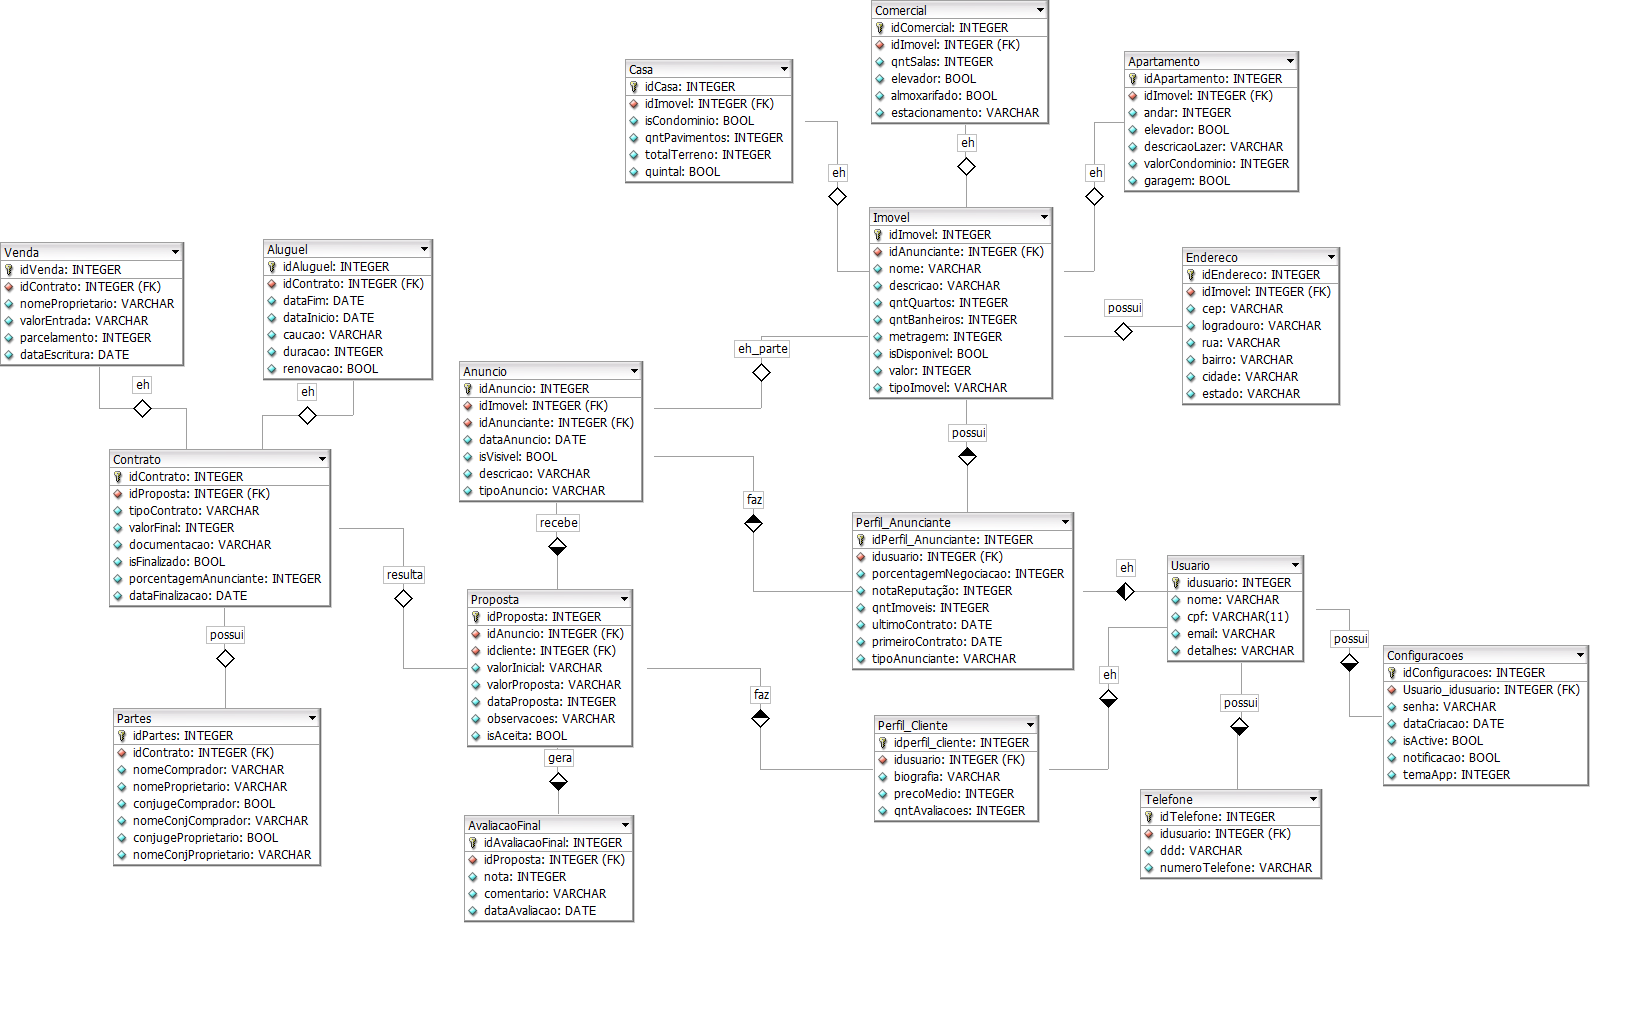 Comercial
idComercial: INTEGER
idImovel: INTEGER (FK)
qntSalas: INTEGER
elevador: BOOL
almoxarifado: BOOL
estacionamento: VARCHAR
Casa
idCasa: INTEGER
idImovel: INTEGER (FK)
isCondominio: BOOL
qntPavimentos: INTEGER
totalTerreno: INTEGER
quintal: BOOL
Apartamento
idApartamento: INTEGER
idImovel: INTEGER (FK)
andar: INTEGER
elevador: BOOL
descricaoLazer: VARCHAR
valorCondominio: INTEGER
garagem: BOOL
eh
eh
eh
Imovel
idImovel: INTEGER
idAnunciante: INTEGER (FK)
nome: VARCHAR
descricao: VARCHAR
qntQuartos: INTEGER
qntBanheiros: INTEGER
metragem: INTEGER
isDisponivel: BOOL
valor: INTEGER
tipoImovel: VARCHAR
Venda
idVenda: INTEGER
idContrato: INTEGER (FK)
nomeProprietario: VARCHAR
valorEntrada: VARCHAR
parcelamento: INTEGER
dataEscritura: DATE
Aluguel
idAluguel: INTEGER
idContrato: INTEGER (FK)
dataFim: DATE
dataInicio: DATE
caucao: VARCHAR
duracao: INTEGER
renovacao: BOOL
Endereco
idEndereco: INTEGER
idImovel: INTEGER (FK)
cep: VARCHAR
logradouro: VARCHAR
rua: VARCHAR
bairro: VARCHAR
cidade: VARCHAR
estado: VARCHAR
possui
eh_parte
Anuncio
idAnuncio: INTEGER
idImovel: INTEGER (FK)
idAnunciante: INTEGER (FK)
dataAnuncio: DATE
isVisivel: BOOL
descricao: VARCHAR
tipoAnuncio: VARCHAR
eh
eh
possui
Contrato
idContrato: INTEGER
idProposta: INTEGER (FK)
tipoContrato: VARCHAR
valorFinal: INTEGER
documentacao: VARCHAR
isFinalizado: BOOL
porcentagemAnunciante: INTEGER
dataFinalizacao: DATE
faz
recebe
resulta
Perfil_Anunciante
idPerfil_Anunciante: INTEGER
idusuario: INTEGER (FK)
porcentagemNegociacao: INTEGER
notaReputação: INTEGER
qntImoveis: INTEGER
ultimoContrato: DATE
primeiroContrato: DATE
tipoAnunciante: VARCHAR
eh
Usuario
idusuario: INTEGER
nome: VARCHAR
cpf: VARCHAR(11)
email: VARCHAR
detalhes: VARCHAR
Proposta
idProposta: INTEGER
idAnuncio: INTEGER (FK)
idcliente: INTEGER (FK)
valorInicial: VARCHAR
valorProposta: VARCHAR
dataProposta: INTEGER
observacoes: VARCHAR
isAceita: BOOL
possui
possui
Configuracoes
idConfiguracoes: INTEGER
Usuario_idusuario: INTEGER (FK)
senha: VARCHAR
dataCriacao: DATE
isActive: BOOL
notificacao: BOOL
temaApp: INTEGER
eh
faz
possui
Partes
idPartes: INTEGER
idContrato: INTEGER (FK)
nomeComprador: VARCHAR
nomeProprietario: VARCHAR
conjugeComprador: BOOL
nomeConjComprador: VARCHAR
conjugeProprietario: BOOL
nomeConjProprietario: VARCHAR
Perfil_Cliente
idperfil_cliente: INTEGER
idusuario: INTEGER (FK)
biografia: VARCHAR
precoMedio: INTEGER
qntAvaliacoes: INTEGER
gera
Telefone
idTelefone: INTEGER
idusuario: INTEGER (FK)
ddd: VARCHAR
numeroTelefone: VARCHAR
AvaliacaoFinal
idAvaliacaoFinal: INTEGER
idProposta: INTEGER (FK)
nota: INTEGER
comentario: VARCHAR
dataAvaliacao: DATE